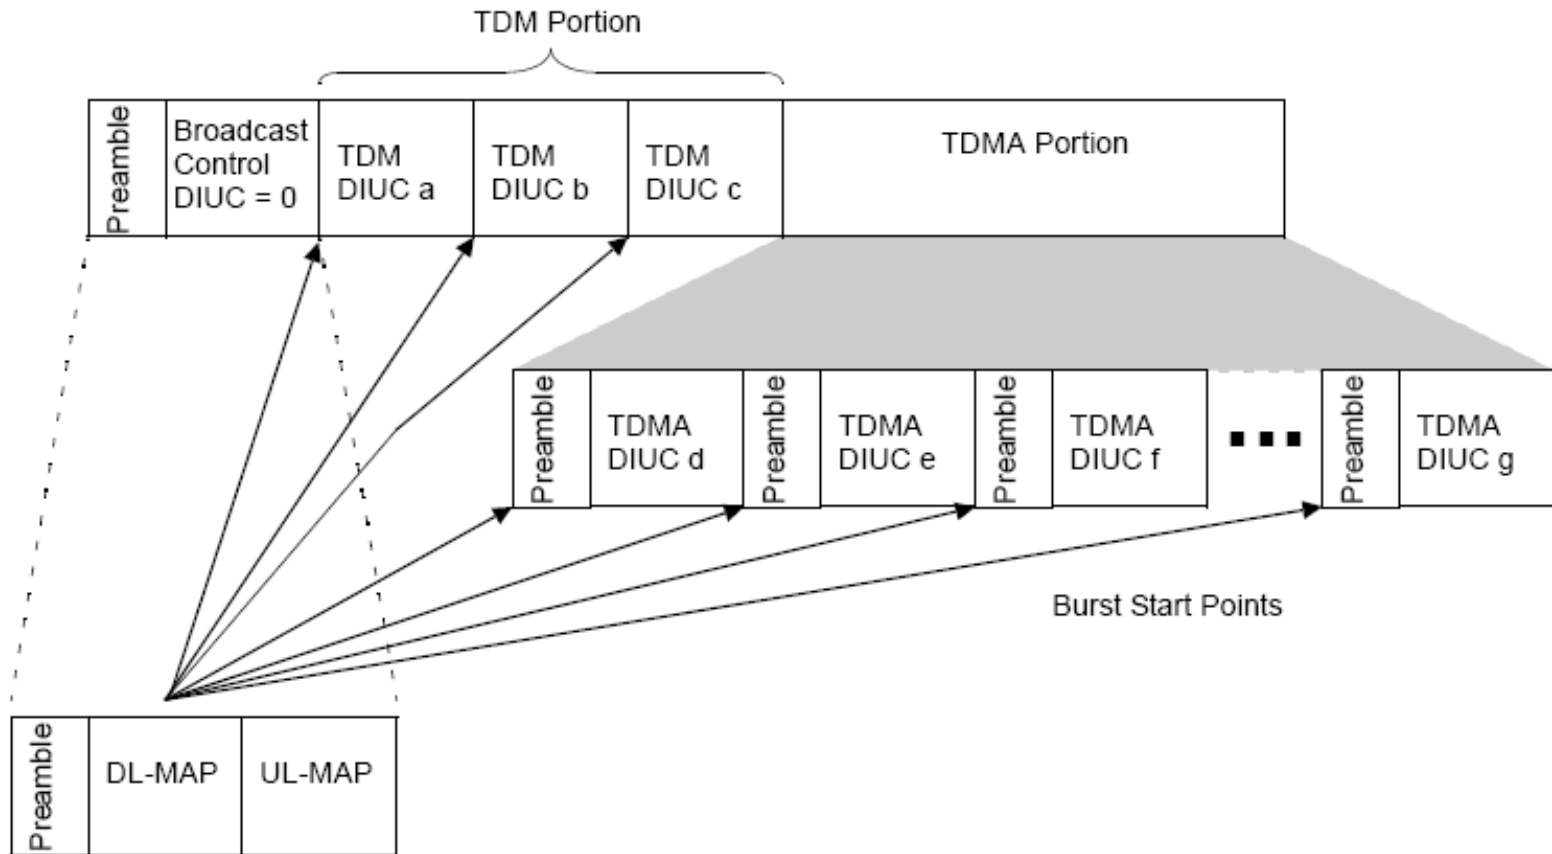 TDM Portion
Preamble
Broadcast
Control
DIUC = 0
TDM
DIUC a
TDM
DIUC b
TDM
DIUC c
TDMA Portion
Preamble
TDMA
DIUC d
Preamble
TDMA
DIUC e
Preamble
TDMA
DIUC f
Preamble
TDMA
DIUC g
Burst Start Points
Preamble
DL-MAP
UL-MAP